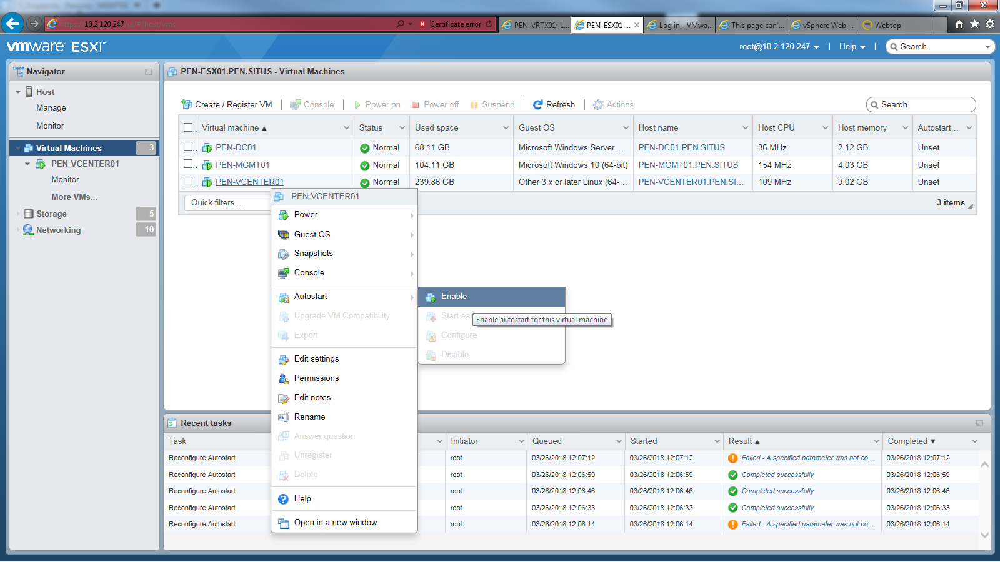 https://10.2.120.247/ui/#/host/vms
Certificate error
PEN-VRTX01: L...
PEN-ESX01....
Log in - VMwa...
This page can'...
vSphere Web ...
Webtop
vmware ESXi™
root@10.2.120.247
Help
Search
Navigator
Host
Manage
Monitor
Virtual Machines 3
PEN-VCENTER01
Monitor
More VMs...
Storage 5
Networking 10
PEN-ESX01.PEN.SITUS - Virtual Machines
Create / Register VM | Console | Power on Power off Suspend | Refresh | Actions
Search
Virtual machine ▲ Status Used space Guest OS Host name Host CPU Host memory Autostart...
PEN-DC01 Normal 68.11 GB Microsoft Windows Server... PEN-DC01.PEN.SITUS 36 MHz 2.12 GB Unset
PEN-MGMT01 Normal 104.11 GB Microsoft Windows 10 (64-bit) PEN-MGMT01.PEN.SITUS 154 MHz 4.03 GB Unset
PEN-VCENTER01 Normal 239.86 GB Other 3.x or later Linux (64-... PEN-VCENTER01.PEN.SI... 109 MHz 9.02 GB Unset
Quick filters...
3 items
PEN-VCENTER01
Power
Guest OS
Snapshots
Console
Autostart
Upgrade VM Compatibility
Export
Edit settings
Permissions
Edit notes
Rename
Answer question
Unregister
Delete
Help
Open in a new window
Enable
Start
Enable autostart for this virtual machine
Configure
Disable
Recent tasks
Task Initiator Queued Started Result ▲ Completed ▼
Reconfigure Autostart root 03/26/2018 12:07:12 03/26/2018 12:07:12 Failed - A specified parameter was not co... 03/26/2018 12:07:12
Reconfigure Autostart root 03/26/2018 12:06:59 03/26/2018 12:06:59 Completed successfully 03/26/2018 12:06:59
Reconfigure Autostart root 03/26/2018 12:06:46 03/26/2018 12:06:46 Completed successfully 03/26/2018 12:06:46
Reconfigure Autostart root 03/26/2018 12:06:33 03/26/2018 12:06:33 Completed successfully 03/26/2018 12:06:33
Reconfigure Autostart root 03/26/2018 12:06:14 03/26/2018 12:06:14 Failed - A specified parameter was not co... 03/26/2018 12:06:14